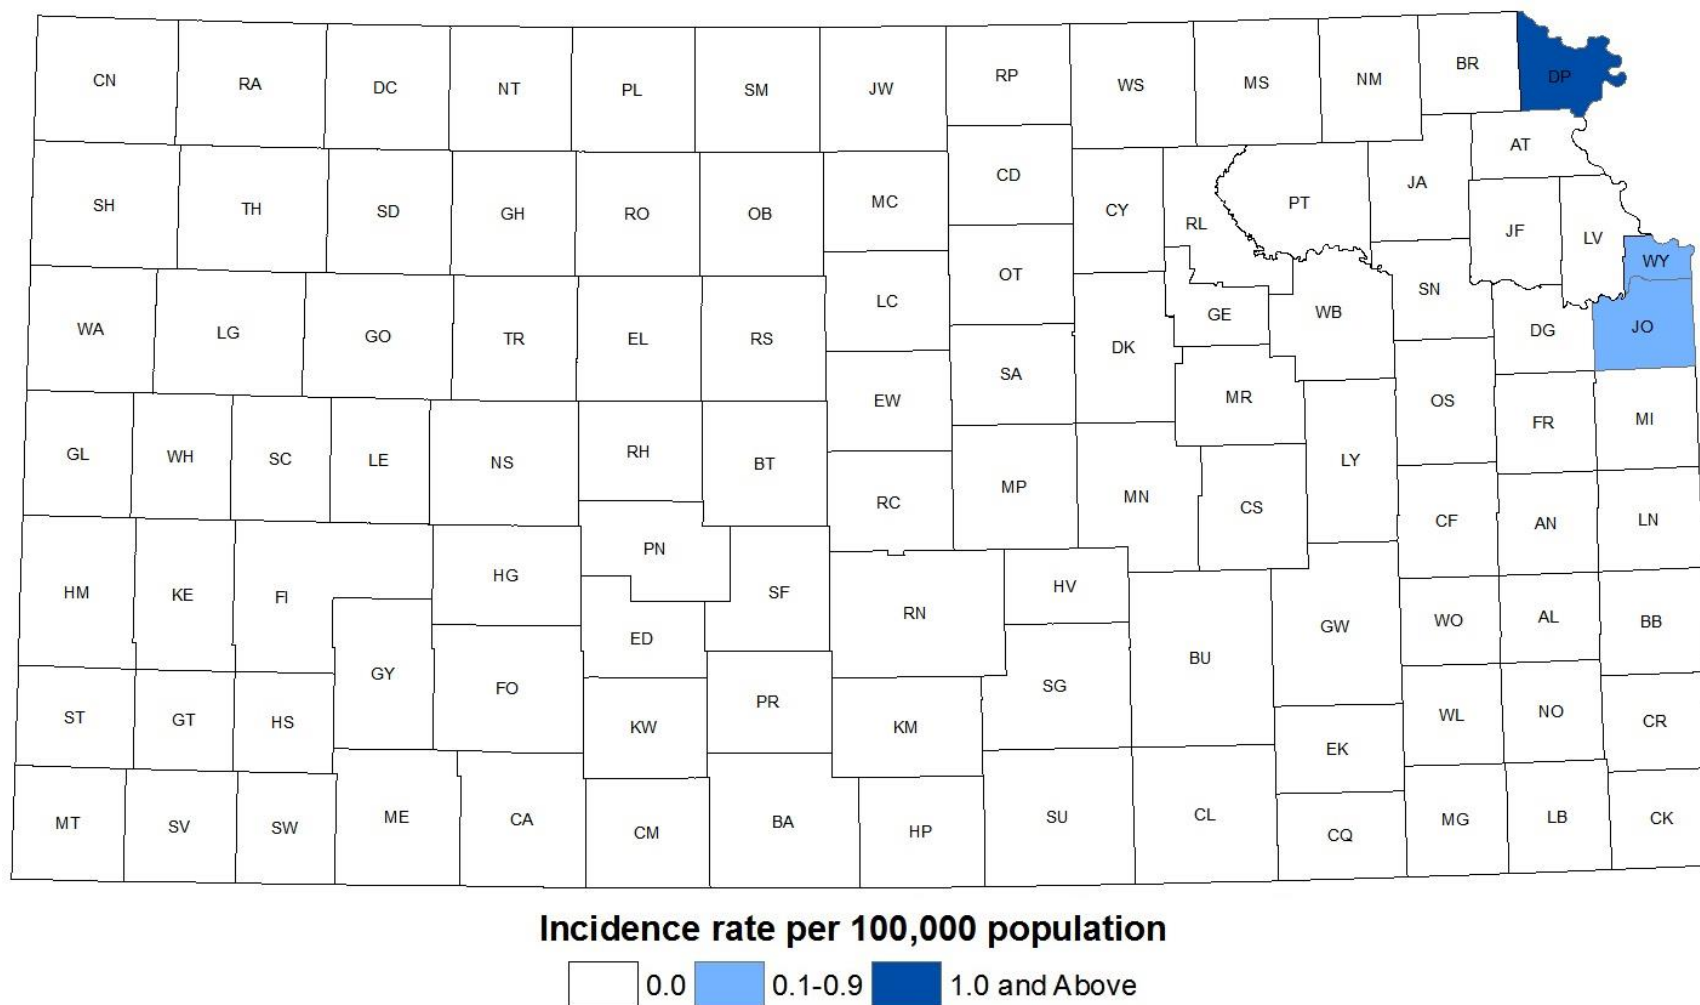 CN RA DC NT PL SM JW RP WS MS NM BR DP
SH TH SD GH RO OB MC CD CY RL PT JA AT
JF LV WY
WA LG GO TR EL RS LC OT DK GE WB SN DG JO
GL WH SC LE NS RH BT EW SA MR OS FR MI
RC MP MN CS LY CF AN LN
HM KE FI HG PN SF RN HV GW WO AL BB
GY FO ED SG BU
ST GT HS KW PR KM EK WL NO CR
MT SV SW ME CA CM BA HP SU CL CQ MG LB CK
Incidence rate per 100,000 population
0.0 0.1-0.9 1.0 and Above